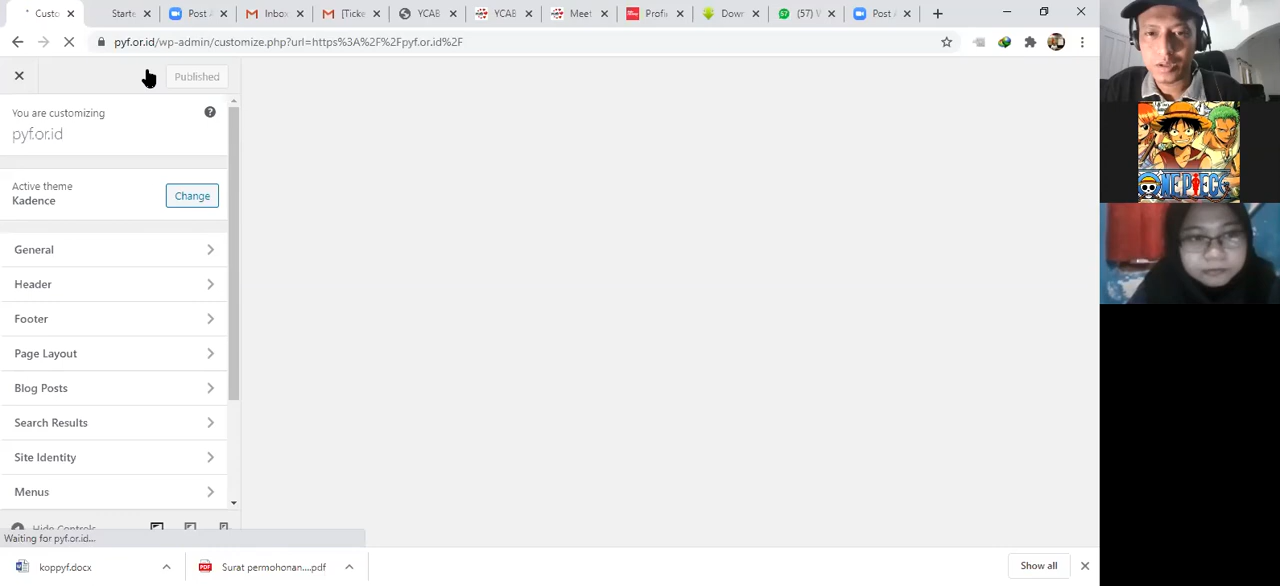 Custo
Starte
Post A
Inbox
[Ticke
YCAB
YCAB
Meet
Profi
Down
(57) V
Post A
pyf.or.id/wp-admin/customize.php?url=https%3A%2F%2Fpyf.or.id%2F
Published
You are customizing
pyf.or.id
Active theme
Kadence
Change
General
Header
Footer
Page Layout
Blog Posts
Search Results
Site Identity
Menus
Hide Controls
Waiting for pyf.or.id...
koppyf.docx
Surat permohonan....pdf
Show all
ONE PIECE